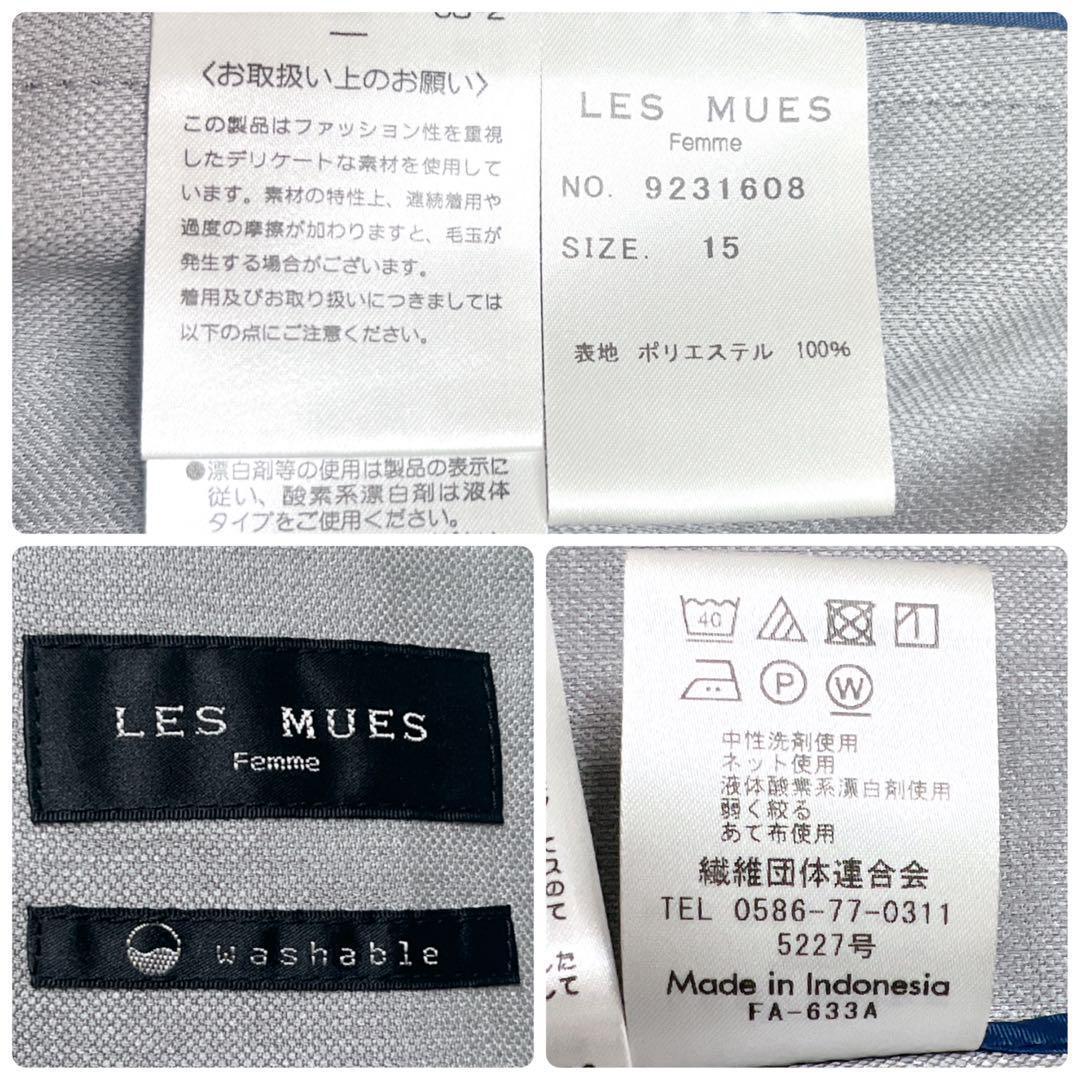 〈お取扱い上のお願い〉
この製品はファッション性を重視
したデリケートな素材を使用して
います。素材の特性上、連続着用や
過度の摩擦が加わりますと、毛玉が
発生する場合がございます。
着用及びお取り扱いにつきましては
以下の点にご注意ください。
●漂白剤等の使用は製品の表示に
従い、酸素系漂白剤は液体
タイプをご使用ください。
LES MUES
Femme
NO. 9231608
SIZE. 15
表地 ポリエステル 100%
LES MUES
Femme
washable
40
P
W
中性洗剤使用
ネット使用
液体酸素系漂白剤使用
弱く絞る
あて布使用
繊維団体連合会
TEL 0586-77-0311
5227号
Made in Indonesia
FA-633A